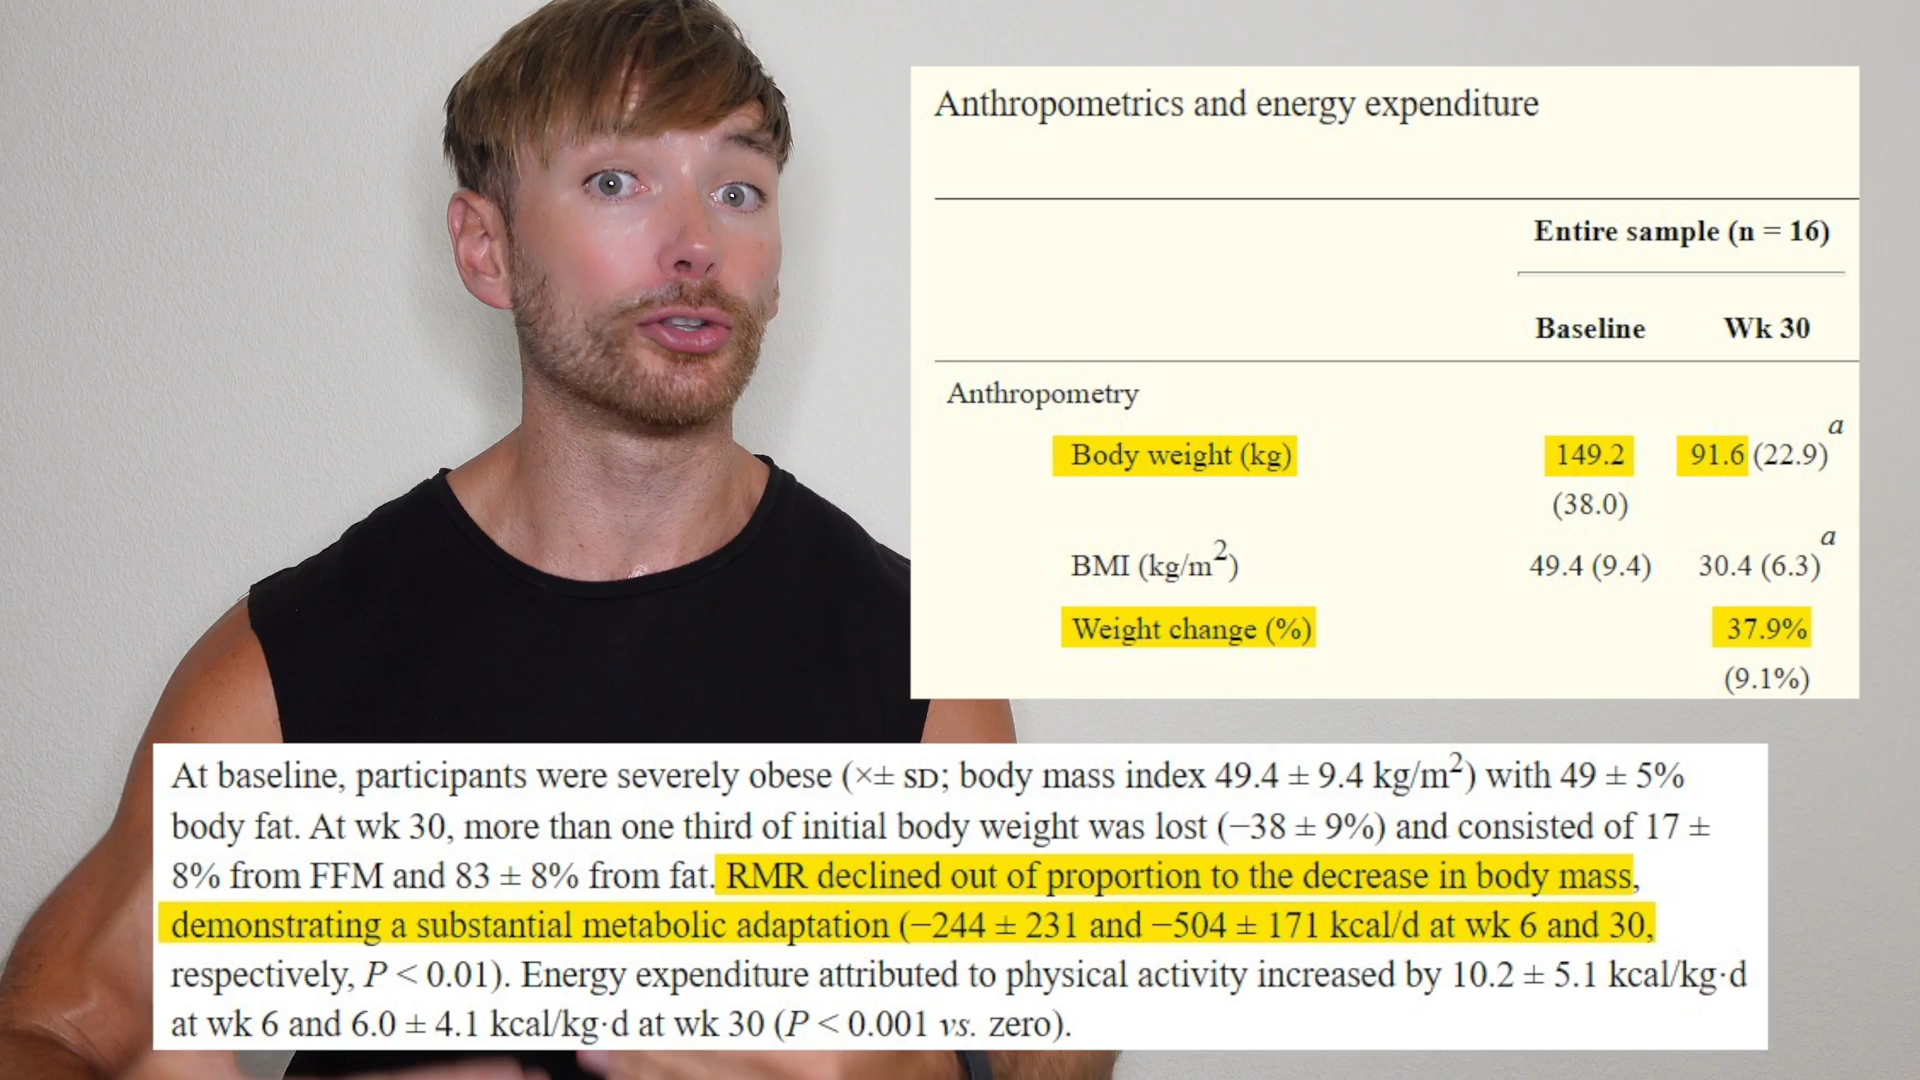 Anthropometrics and energy expenditure
Entire sample (n = 16)
Baseline Wk 30
Anthropometry
Body weight (kg) 149.2 91.6 (22.9)a
(38.0)
BMI (kg/m2) 49.4 (9.4) 30.4 (6.3)a
Weight change (%) 37.9%
(9.1%)
At baseline, participants were severely obese (×± SD; body mass index 49.4 ± 9.4 kg/m2) with 49 ± 5%
body fat. At wk 30, more than one third of initial body weight was lost (−38 ± 9%) and consisted of 17 ±
8% from FFM and 83 ± 8% from fat. RMR declined out of proportion to the decrease in body mass,
demonstrating a substantial metabolic adaptation (−244 ± 231 and −504 ± 171 kcal/d at wk 6 and 30,
respectively, P < 0.01). Energy expenditure attributed to physical activity increased by 10.2 ± 5.1 kcal/kg·d
at wk 6 and 6.0 ± 4.1 kcal/kg·d at wk 30 (P < 0.001 vs. zero).